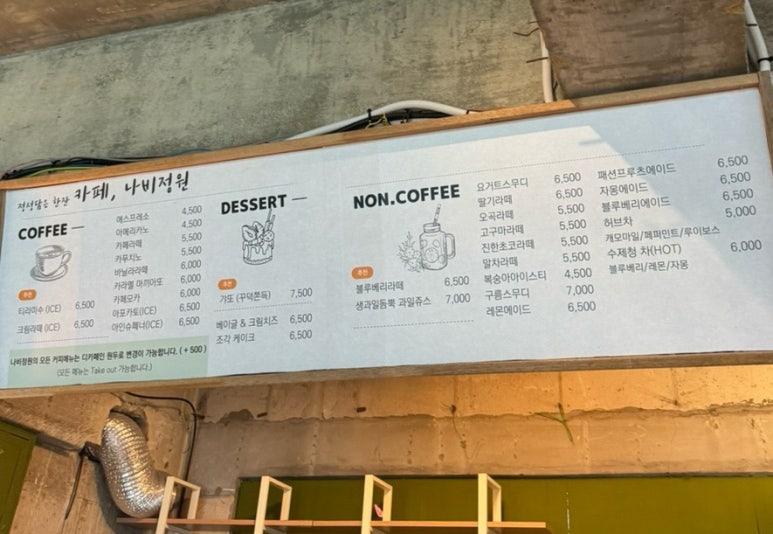 정성담은 한잔 카페, 나비정원
COFFEE
추천
티라미수 (ICE) 6,500
크림라떼 (ICE) 6,500
에스프레소 4,500
아메리카노 4,500
카페라떼 5,500
카푸치노 5,500
바닐라라떼 6,000
카라멜 마끼아또 6,000
카페모카 6,000
아포카토(ICE) 6,500
아인슈페너(ICE) 6,500
나비정원의 모든 커피메뉴는 디카페인 원두로 변경이 가능합니다. ( + 500 )
(모든 메뉴는 Take out 가능합니다.)
DESSERT
추천
가또 (꾸덕쫀득) 7,500
베이글 & 크림치즈 6,500
조각 케이크 6,500
NON.COFFEE
추천
블루베리라떼 6,500
생과일듬뿍 과일쥬스 7,000
요거트스무디 6,500
딸기라떼 6,500
오곡라떼 5,500
고구마라떼 5,500
진한초코라떼 5,500
말차라떼 5,500
복숭아아이스티 4,500
구름스무디 7,000
레몬에이드 6,500
패션프루츠에이드 6,500
자몽에이드 6,500
블루베리에이드 6,500
허브차 5,000
캐모마일/페퍼민트/루이보스
수제청 차(HOT) 6,000
블루베리/레몬/자몽